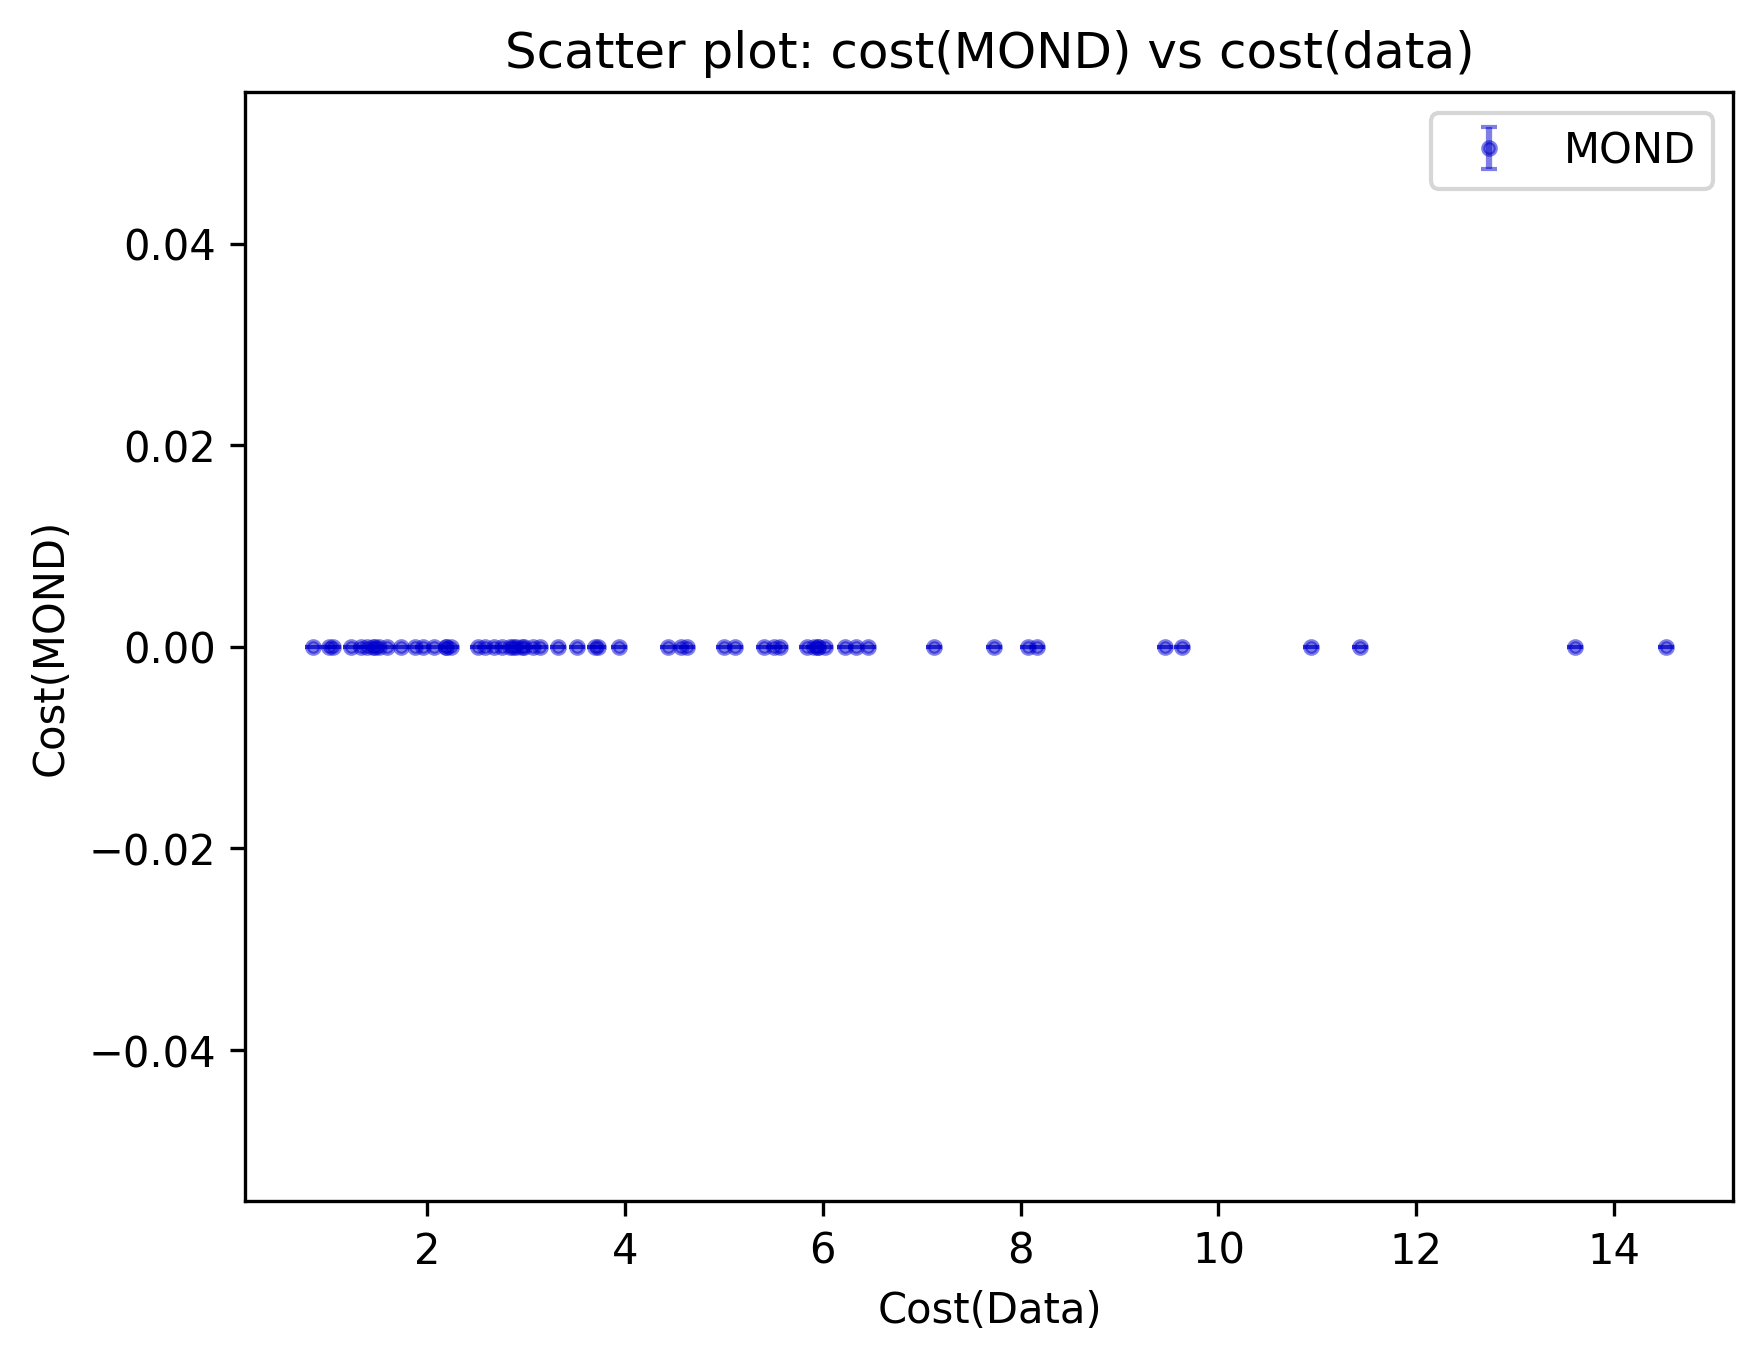 Scatter plot: cost(MOND) vs cost(data)
MOND
0.04
0.02
0.00
−0.02
−0.04
Cost(MOND)
2 4 6 8 10 12 14
Cost(Data)